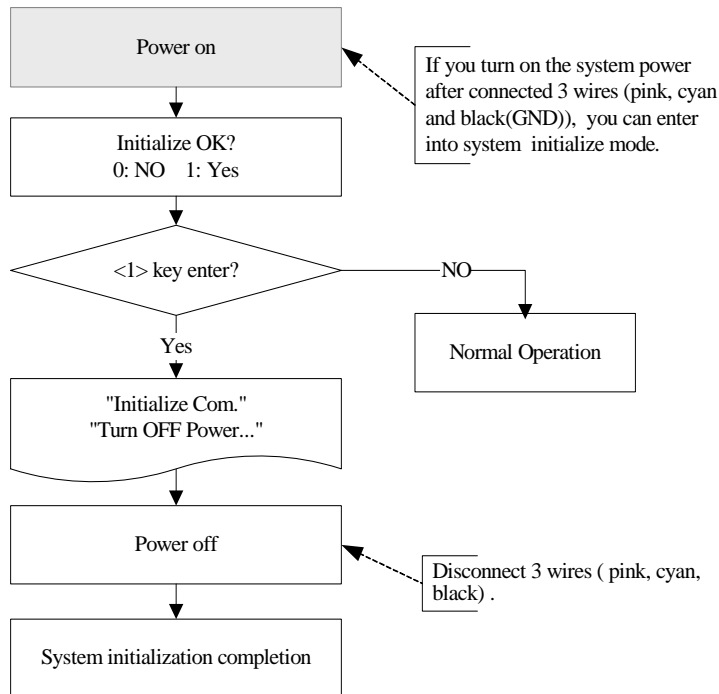 Power on
If you turn on the system power
after connected 3 wires (pink, cyan
and black(GND)), you can enter
into system initialize mode.
Initialize OK?
0: NO 1: Yes
<1> key enter?
NO
Normal Operation
Yes
"Initialize Com."
"Turn OFF Power..."
Power off
Disconnect 3 wires ( pink, cyan,
black) .
System initialization completion